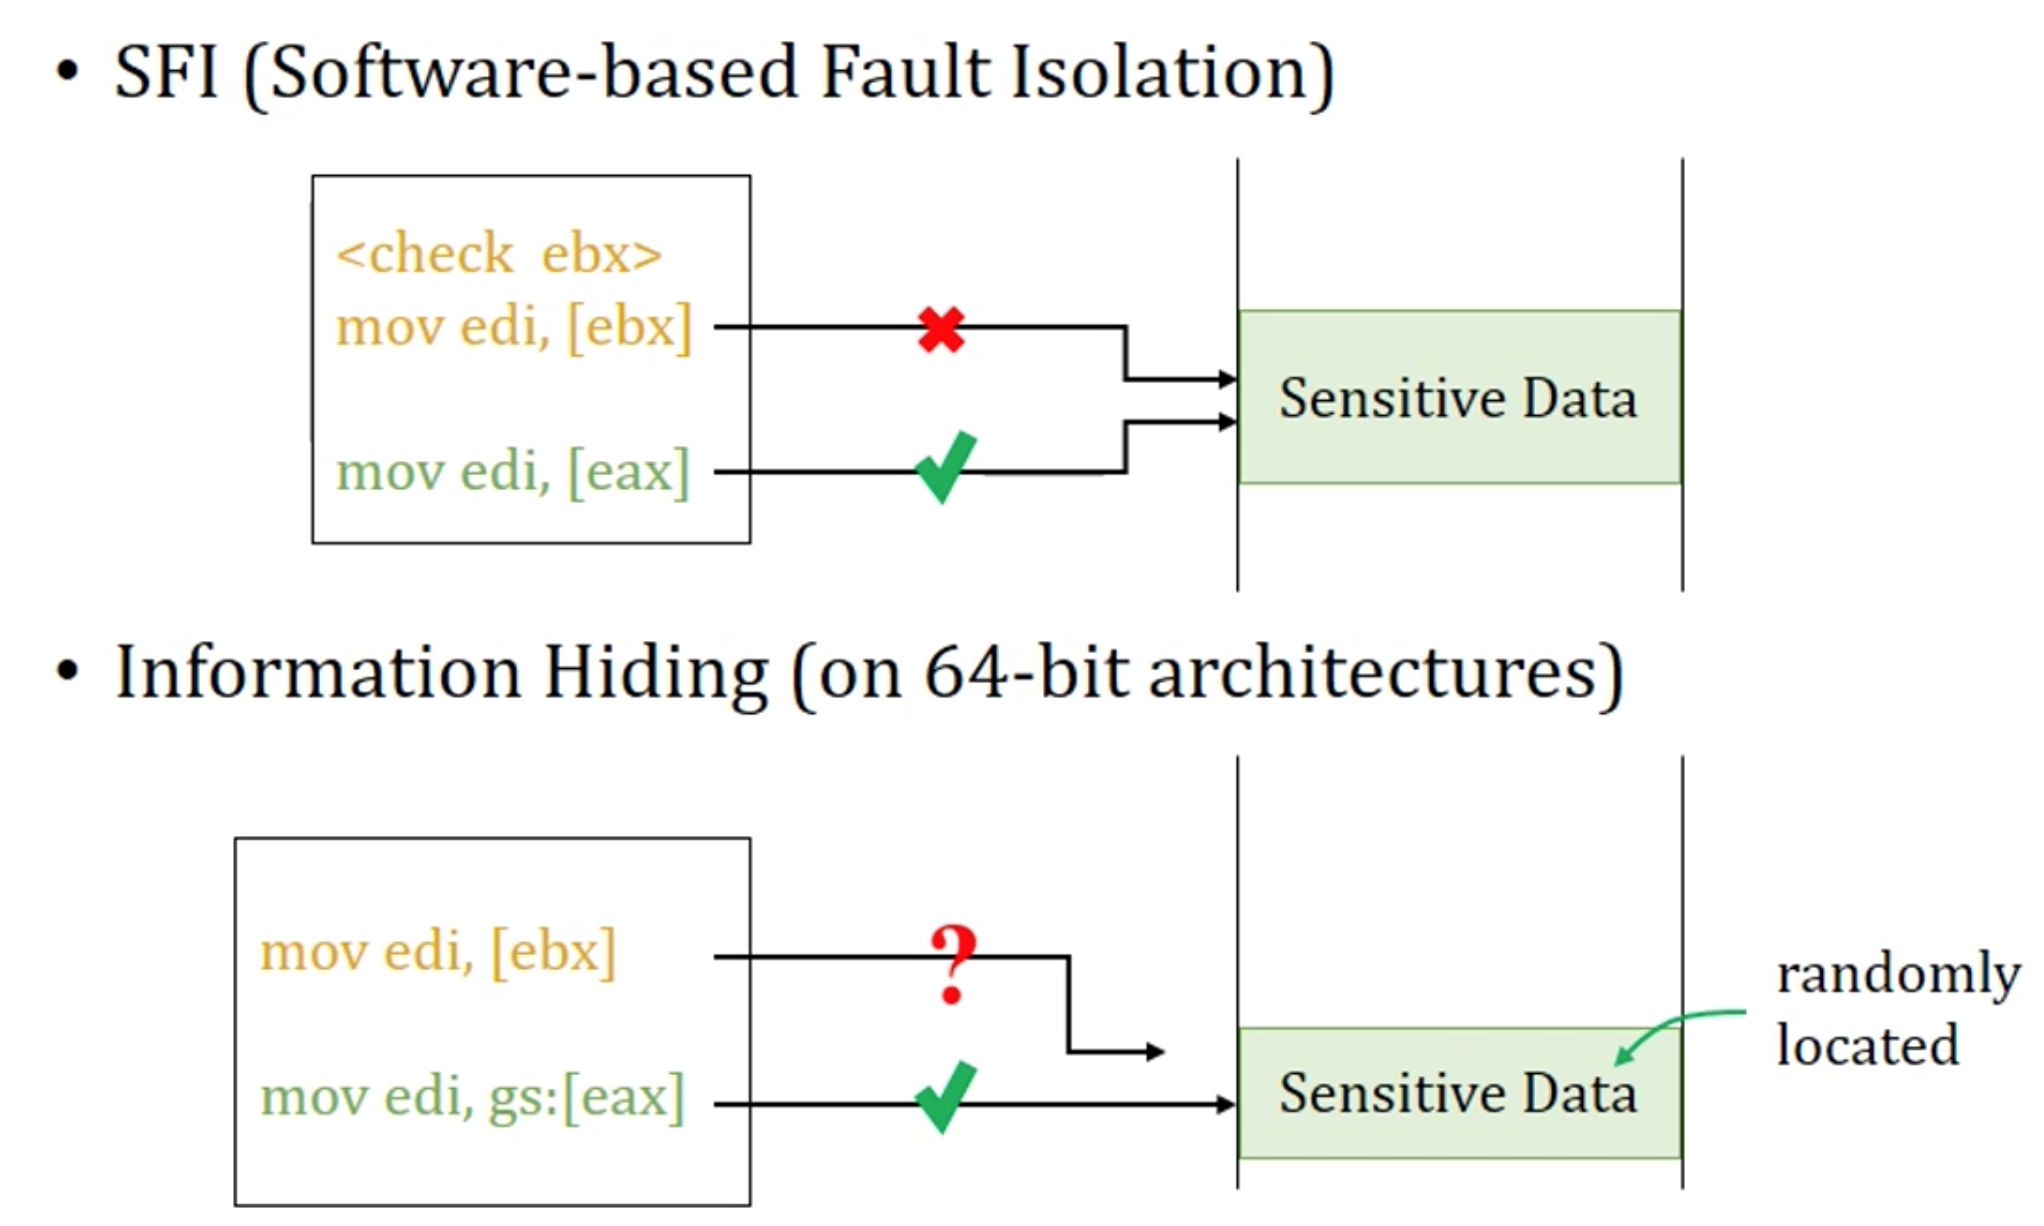 • SFI (Software-based Fault Isolation)
<check ebx>
mov edi, [ebx]
mov edi, [eax]
Sensitive Data
• Information Hiding (on 64-bit architectures)
mov edi, [ebx]
?
mov edi, gs:[eax]
Sensitive Data
randomly
located